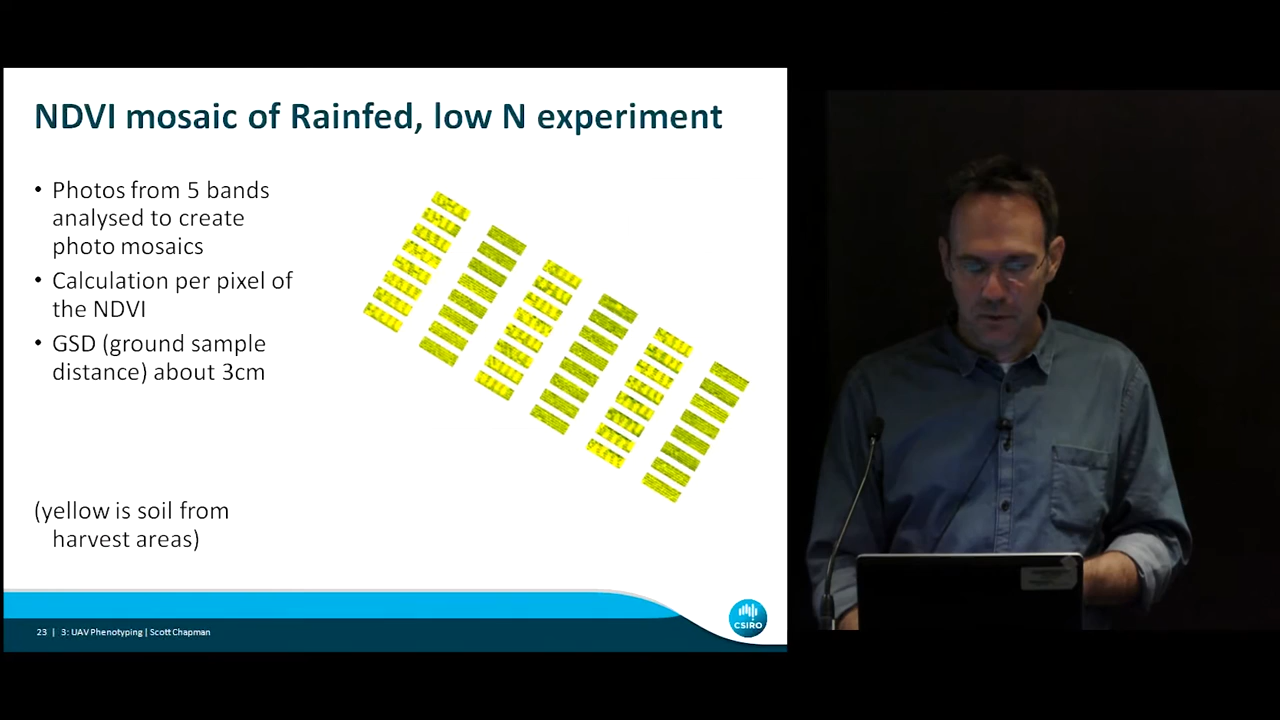 NDVI mosaic of Rainfed, low N experiment
• Photos from 5 bands
analysed to create
photo mosaics
• Calculation per pixel of
the NDVI
• GSD (ground sample
distance) about 3cm
(yellow is soil from
harvest areas)
23 | 3: UAV Phenotyping | Scott Chapman
CSIRO